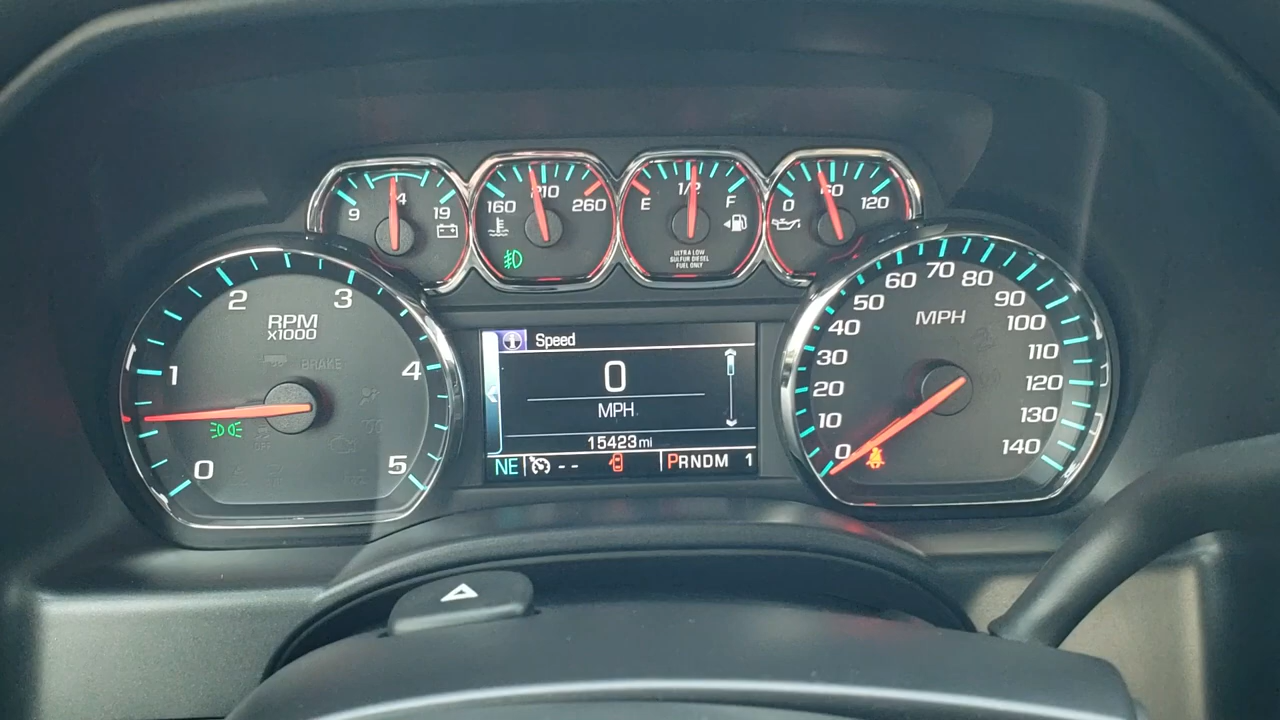 9 14 19
160 210 260
E 1/2 F
ULTRA LOW
SULFUR DIESEL
FUEL ONLY
0 60 120
0 1 2 3 4 5
RPM
x1000
BRAKE
Speed
0
MPH
15423 mi
NE -- PRNDM 1
0 10 20 30 40 50 60 70 80 90 100 110 120 130 140
MPH